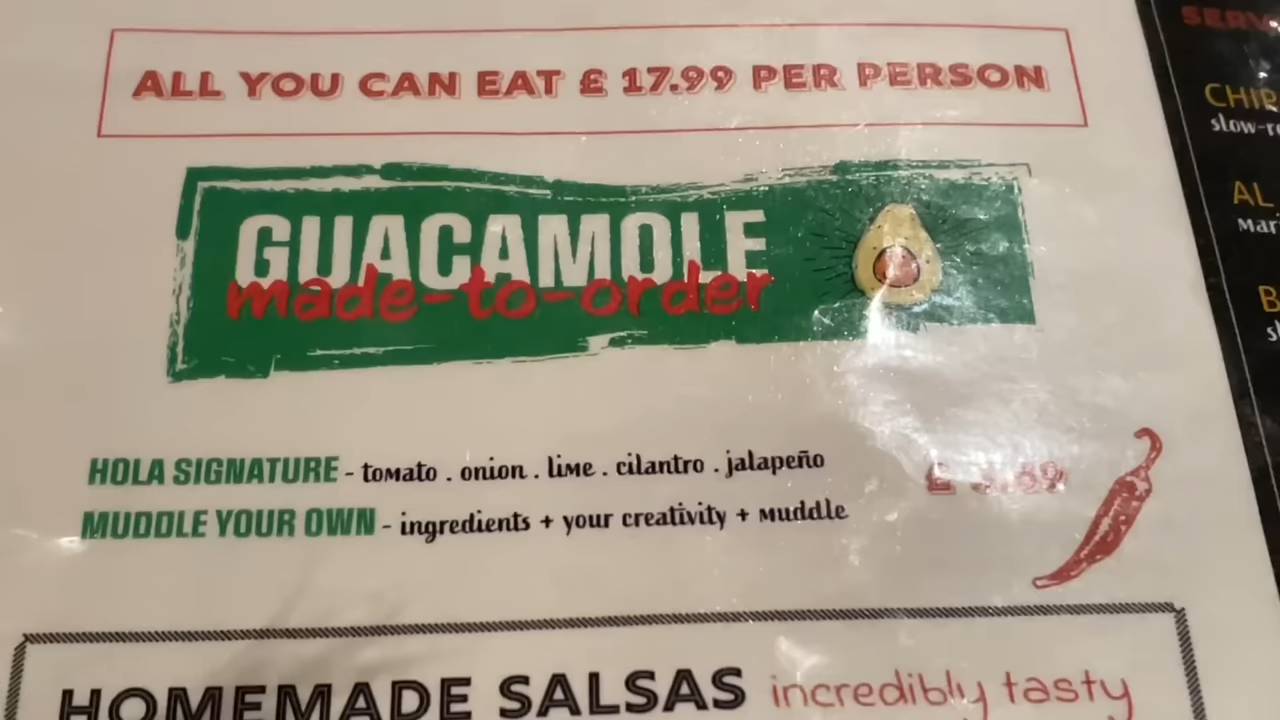 ALL YOU CAN EAT £ 17.99 PER PERSON
GUACAMOLE
made-to-order
HOLA SIGNATURE - tomato . onion . lime . cilantro . jalapeño
MUDDLE YOUR OWN - ingredients + your creativity + muddle
HOMEMADE SALSAS incredibly tasty